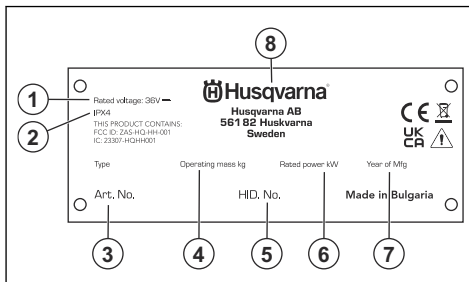 8
Husqvarna
1
Rated voltage: 36V
2
IPX4
THIS PRODUCT CONTAINS:
FCC ID: ZAS-HQ-HH-001
IC: 23307-HQHH001
Husqvarna AB
561 82 Huskvarna
Sweden
CE
UK
CA
Type
Operating mass kg
Rated power kW
Year of Mfg
Art. No.
HID. No.
Made in Bulgaria
3
4
5
6
7